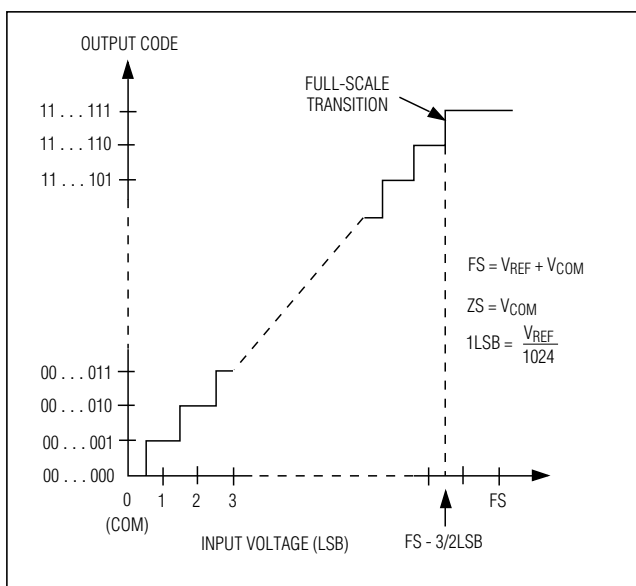 OUTPUT CODE
FULL-SCALE
TRANSITION
11 . . . 111
11 . . . 110
11 . . . 101
FS = VREF + VCOM
ZS = VCOM
1LSB = VREF
1024
00 . . . 011
00 . . . 010
00 . . . 001
00 . . . 000
0 1 2 3 FS
(COM)
INPUT VOLTAGE (LSB) FS - 3/2LSB